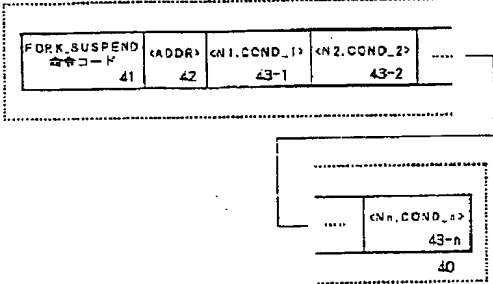 FORK_SUSPEND
命令コード
41
<ADDR>
42
<N1.COND_1>
43-1
<N2.COND_2>
43-2
.....
.....
<Nn,COND_n>
43-n
40